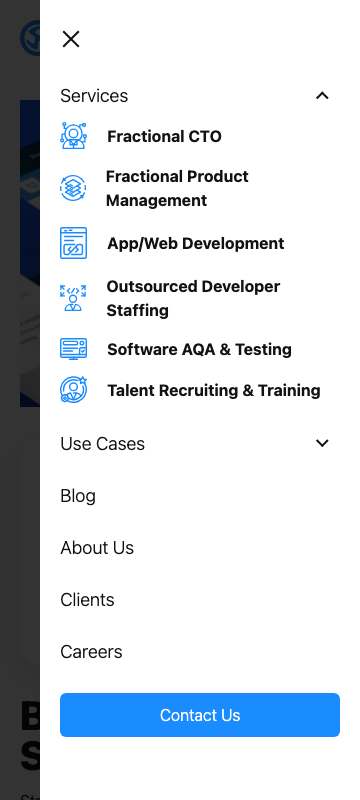 Services
Fractional CTO
Fractional Product
Management
App/Web Development
Outsourced Developer
Staffing
Software AQA & Testing
Talent Recruiting & Training
Use Cases
Blog
About Us
Clients
Careers
Contact Us